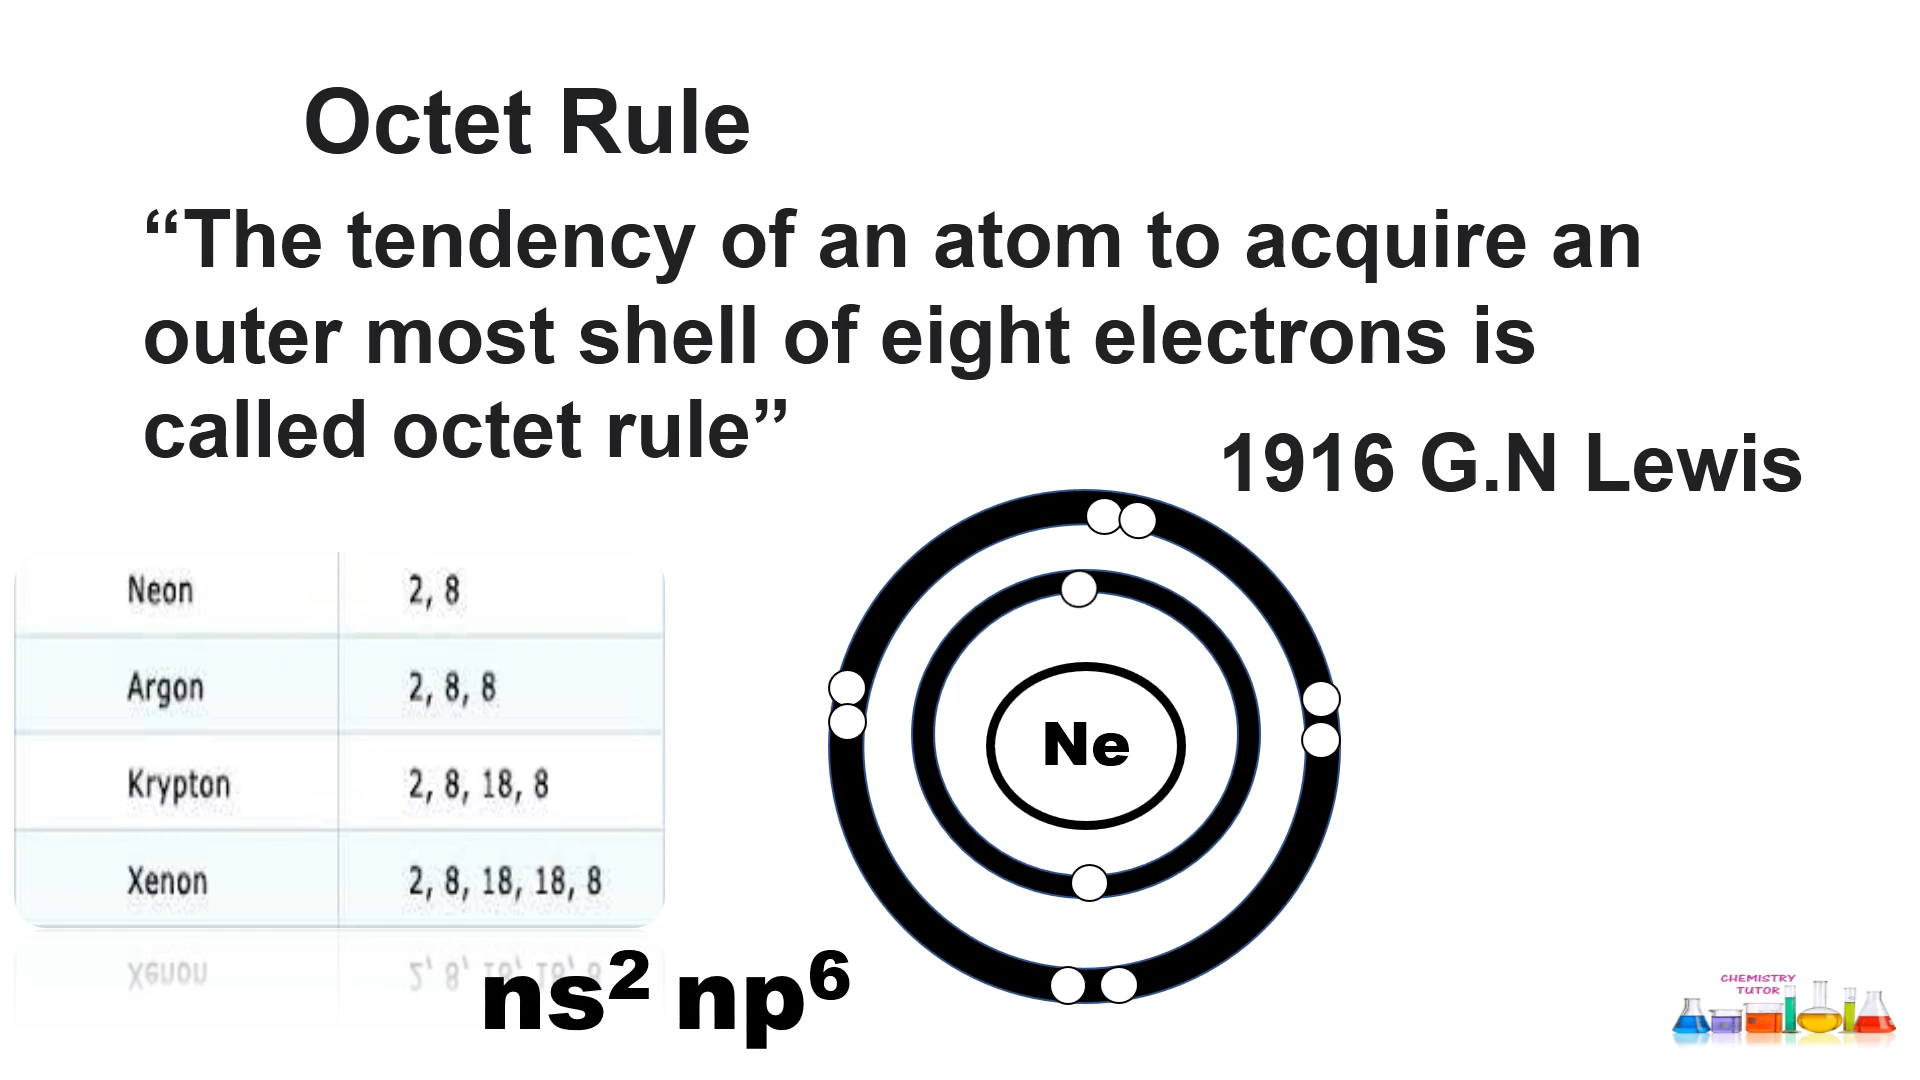 Octet Rule
“The tendency of an atom to acquire an
outer most shell of eight electrons is
called octet rule”
1916 G.N Lewis
Neon 2, 8
Argon 2, 8, 8
Krypton 2, 8, 18, 8
Xenon 2, 8, 18, 18, 8
Ne
ns² np⁶
CHEMISTRY
TUTOR